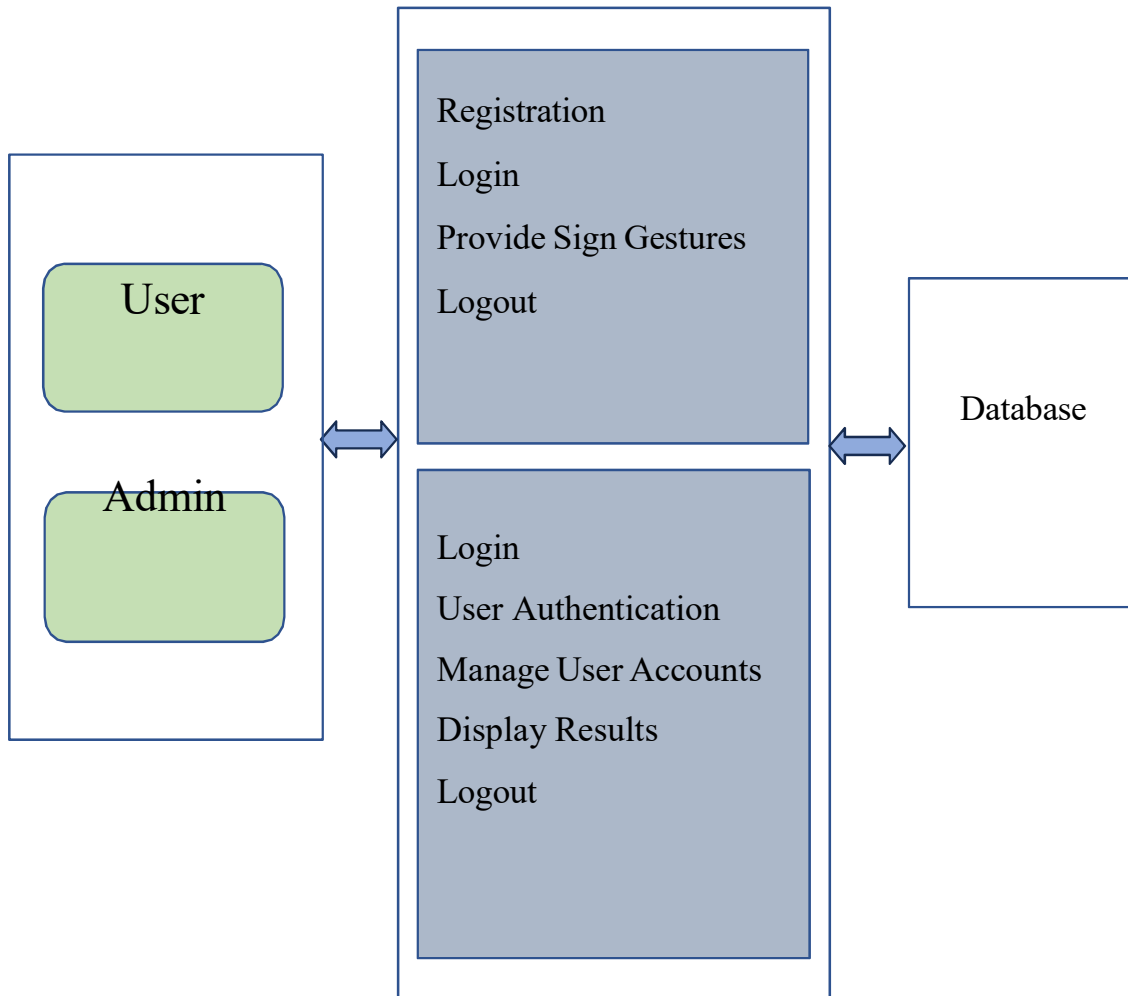 User
Admin
Registration
Login
Provide Sign Gestures
Logout
Login
User Authentication
Manage User Accounts
Display Results
Logout
Database